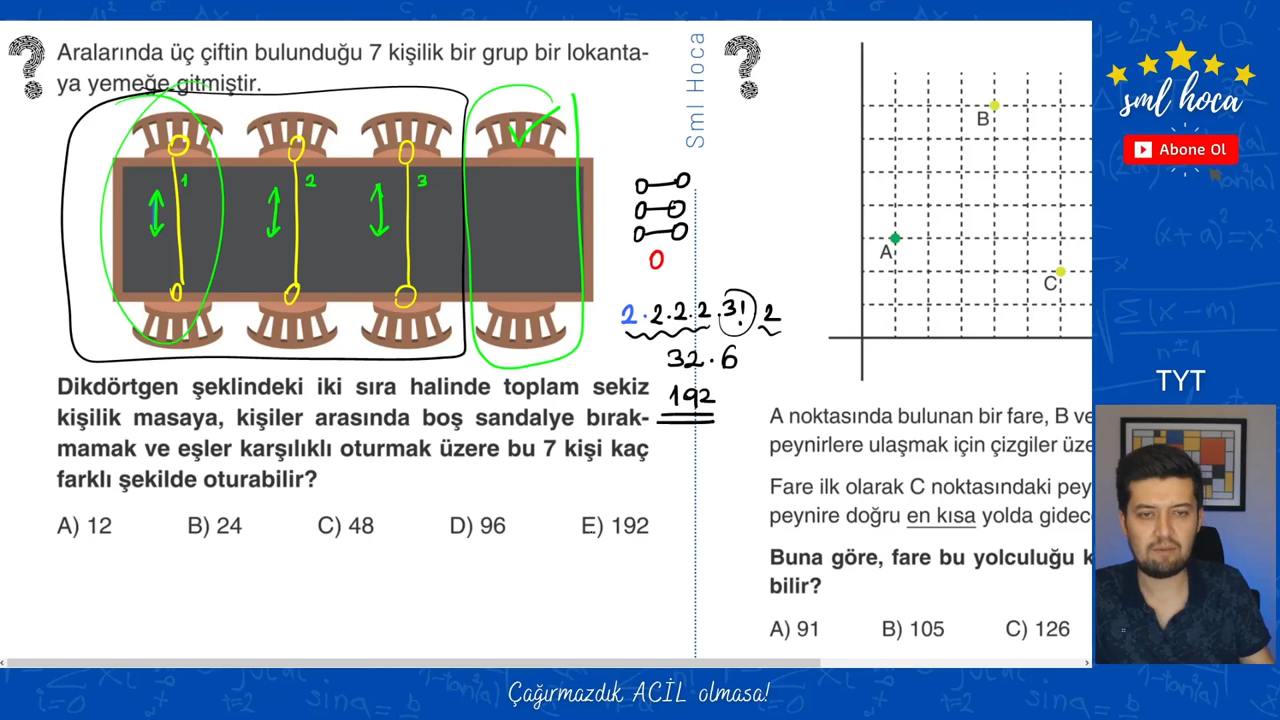 Aralarında üç çiftin bulunduğu 7 kişilik bir grup bir lokanta-
ya yemeğe gitmiştir.
1
2
3
0
2.2.2.2.3! 2
32.6
192
Dikdörtgen şeklindeki iki sıra halinde toplam sekiz
kişilik masaya, kişiler arasında boş sandalye bırak-
mamak ve eşler karşılıklı oturmak üzere bu 7 kişi kaç
farklı şekilde oturabilir?
A) 12 B) 24 C) 48 D) 96 E) 192
Sml Hoca
B
A
C
A noktasında bulunan bir fare, B ve
peynirlere ulaşmak için çizgiler üze
Fare ilk olarak C noktasındaki pey
peynire doğru en kısa yolda gidec
Buna göre, fare bu yolculuğu k
bilir?
A) 91 B) 105 C) 126
sml hoca
Abone Ol
TYT
Çağırmazdık ACİL olmasa!